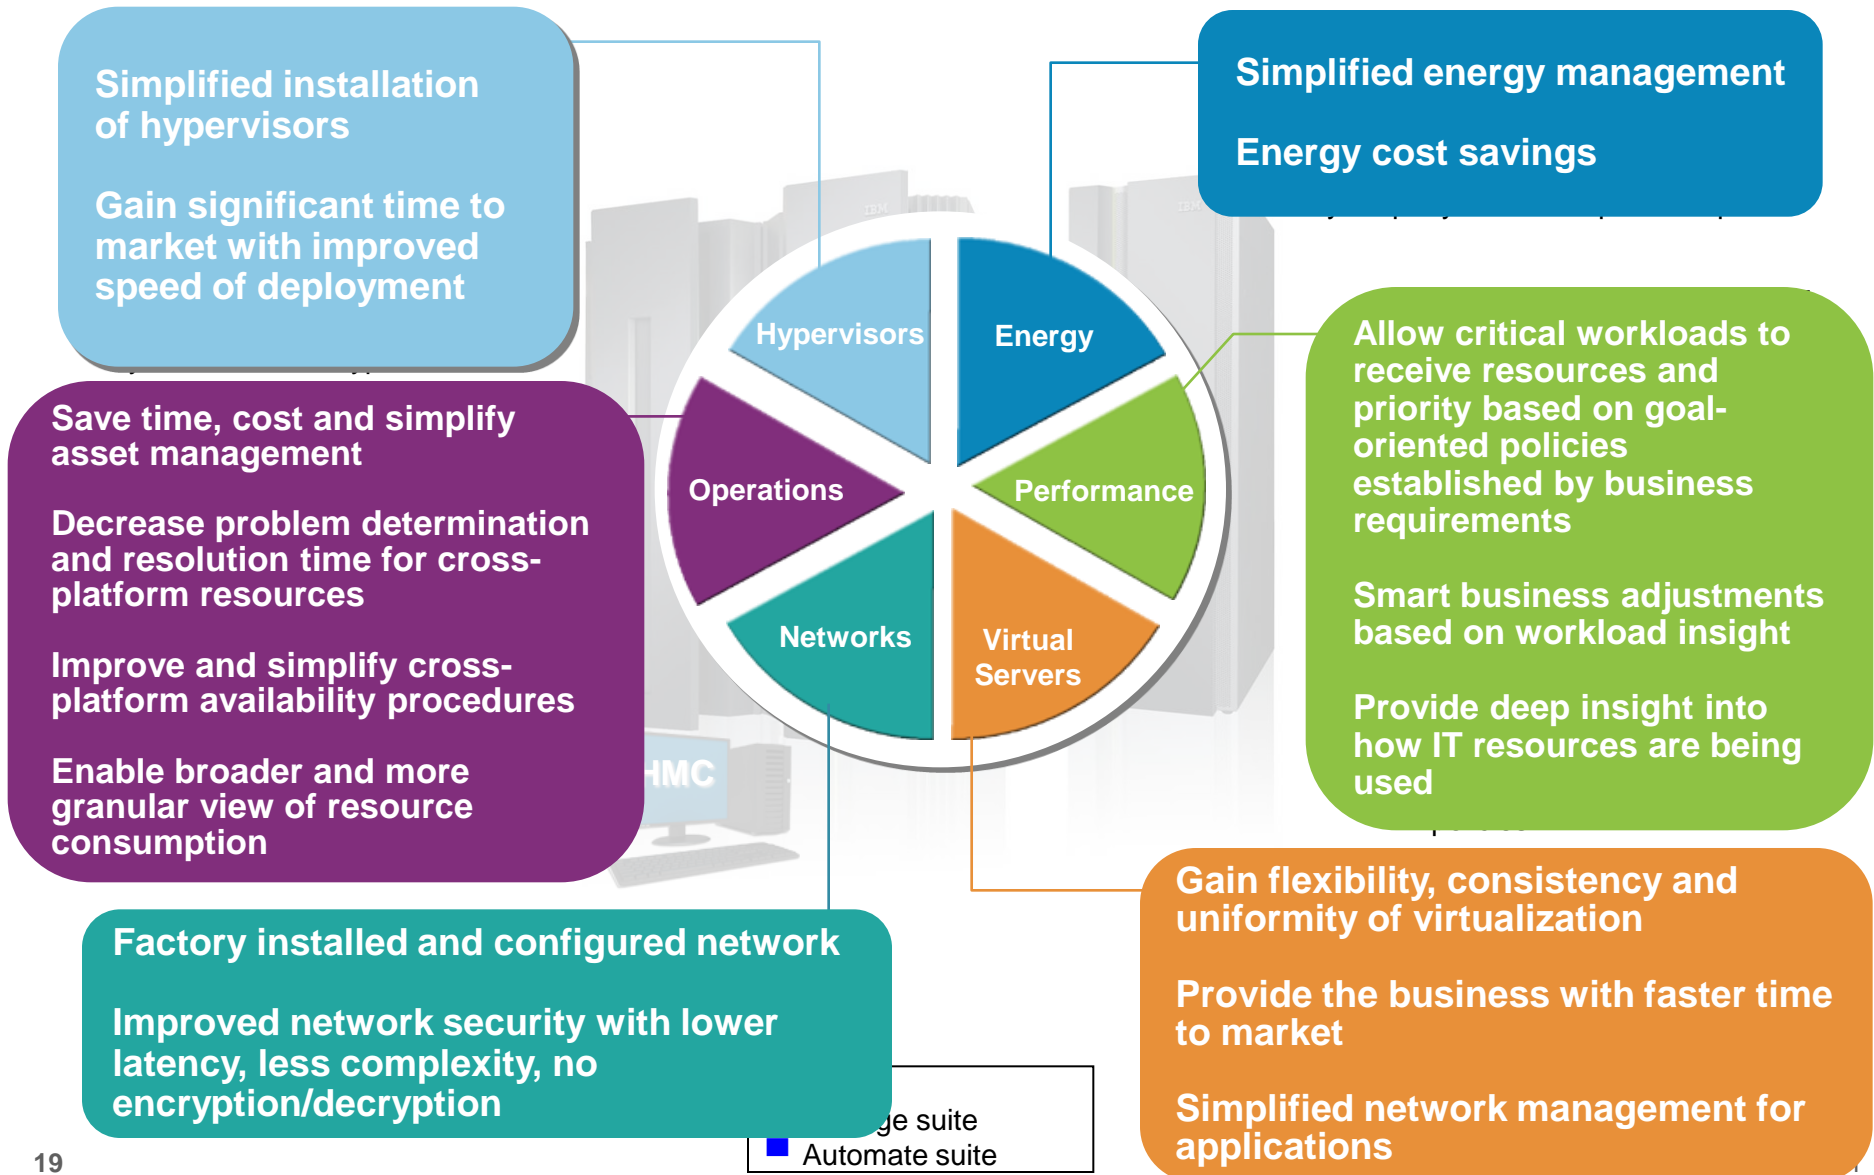 Simplified installation
of hypervisors
Gain significant time to
market with improved
speed of deployment
Simplified energy management
Energy cost savings
IBM
IBM
Hypervisors
Energy
Operations
Performance
Networks
Virtual
Servers
Save time, cost and simplify
asset management
Decrease problem determination
and resolution time for cross-
platform resources
Improve and simplify cross-
platform availability procedures
Enable broader and more
granular view of resource
consumption
Allow critical workloads to
receive resources and
priority based on goal-
oriented policies
established by business
requirements
Smart business adjustments
based on workload insight
Provide deep insight into
how IT resources are being
used
HMC
Factory installed and configured network
Improved network security with lower
latency, less complexity, no
encryption/decryption
Gain flexibility, consistency and
uniformity of virtualization
Provide the business with faster time
to market
Simplified network management for
applications
suite
Automate suite
19